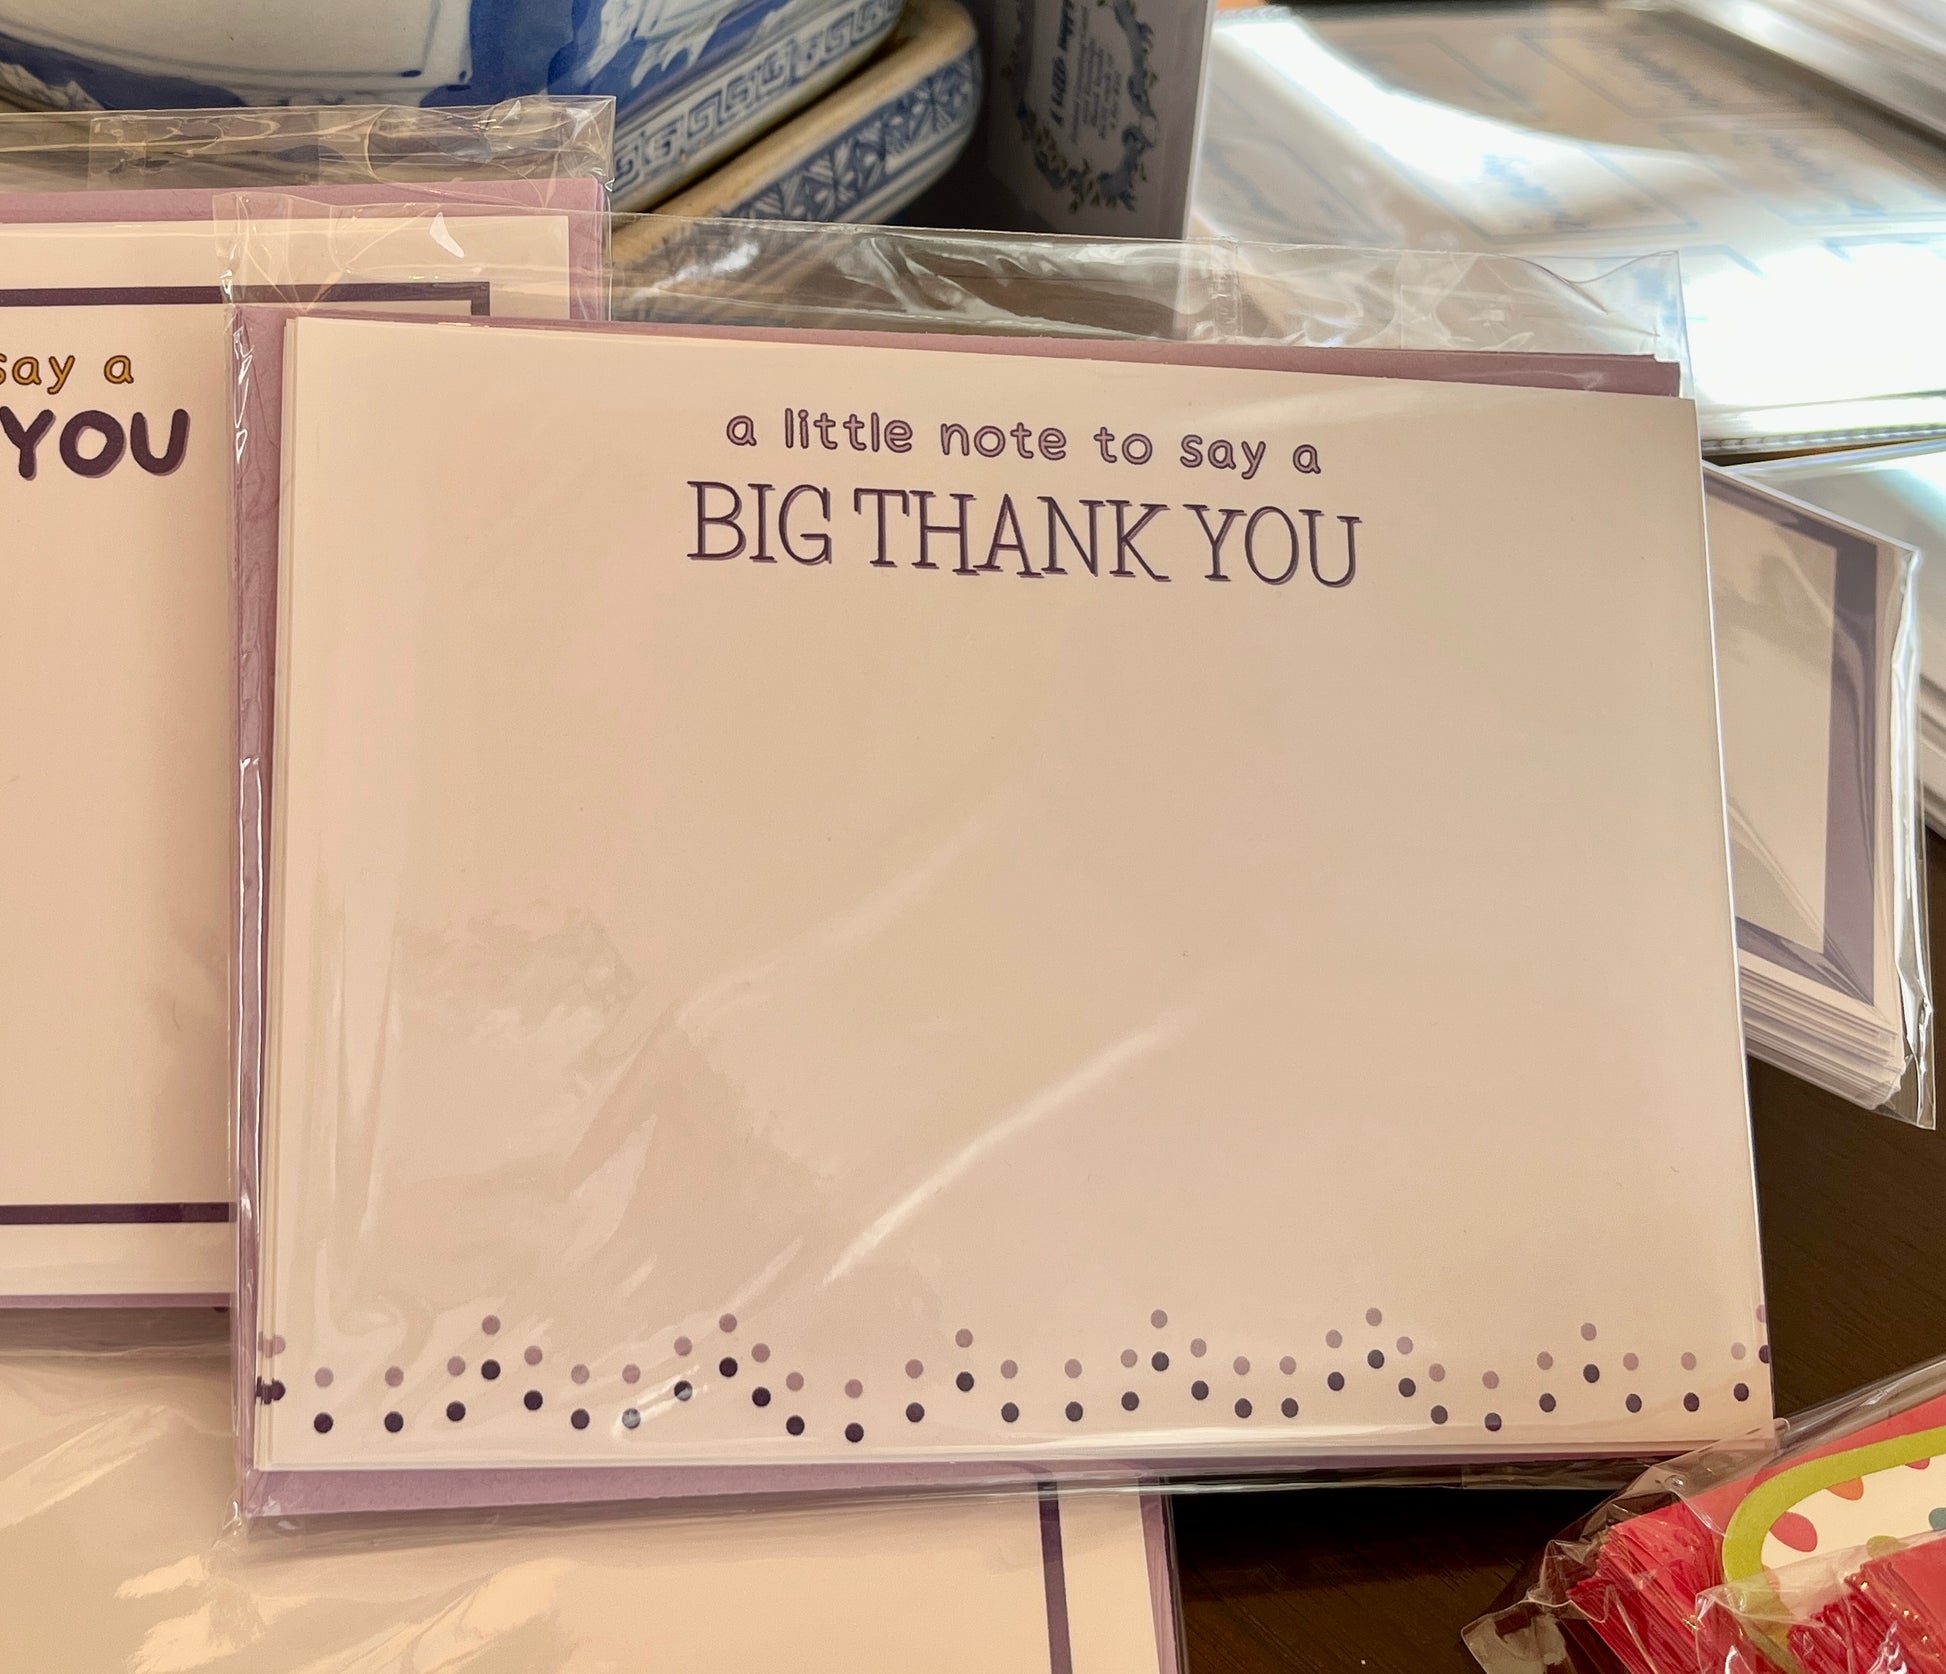 say a
YOU
a little note to say a
BIG THANK YOU